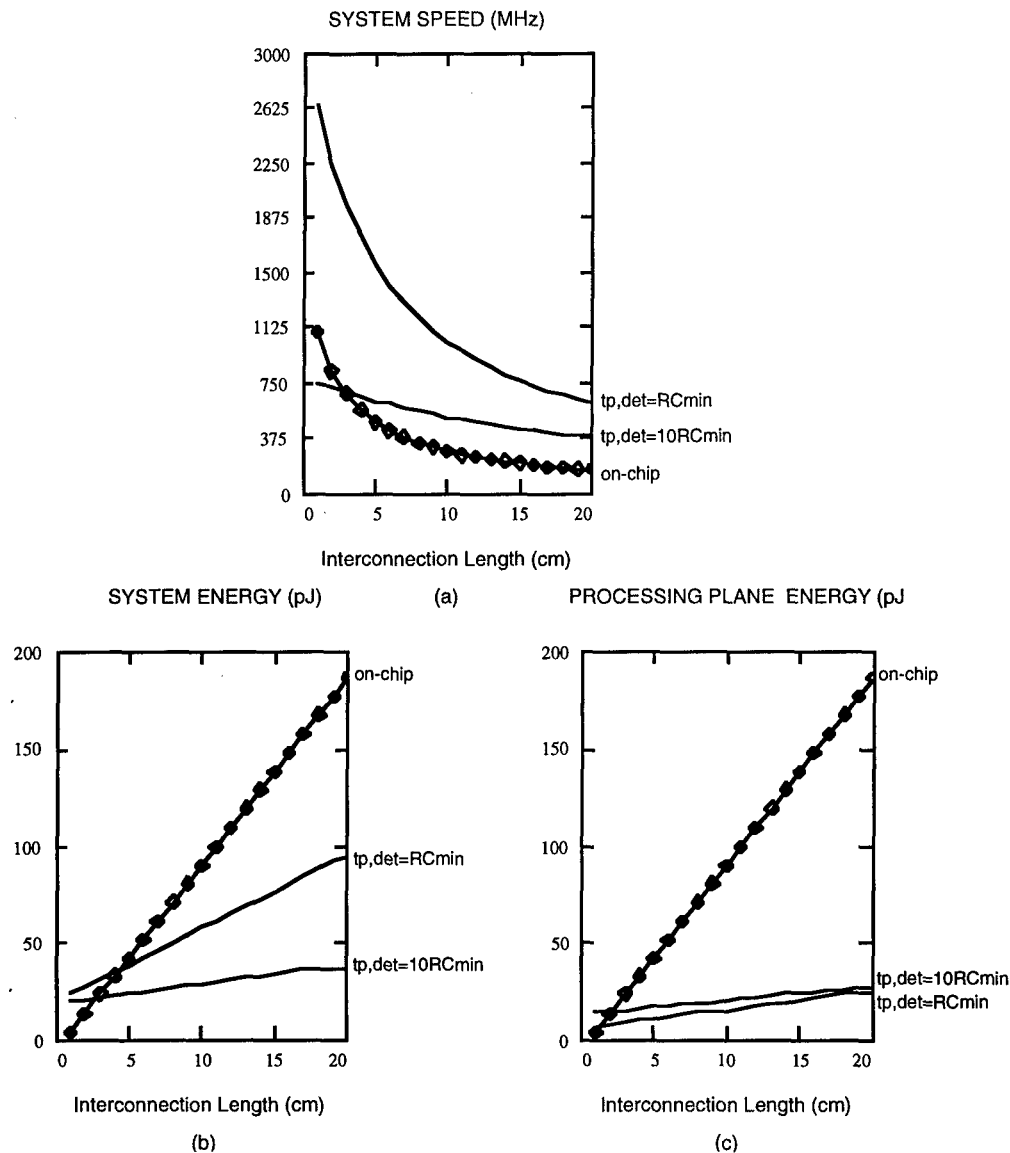 SYSTEM SPEED (MHz)
3000
2625
2250
1875
1500
1125
750
375
0
tp,det=RCmin
tp,det=10RCmin
on-chip
0 5 10 15 20
Interconnection Length (cm)
(a)
SYSTEM ENERGY (pJ)
200
150
100
50
0
on-chip
tp,det=RCmin
tp,det=10RCmin
0 5 10 15 20
Interconnection Length (cm)
(b)
PROCESSING PLANE ENERGY (pJ
200
150
100
50
0
on-chip
tp,det=10RCmin
tp,det=RCmin
0 5 10 15 20
Interconnection Length (cm)
(c)